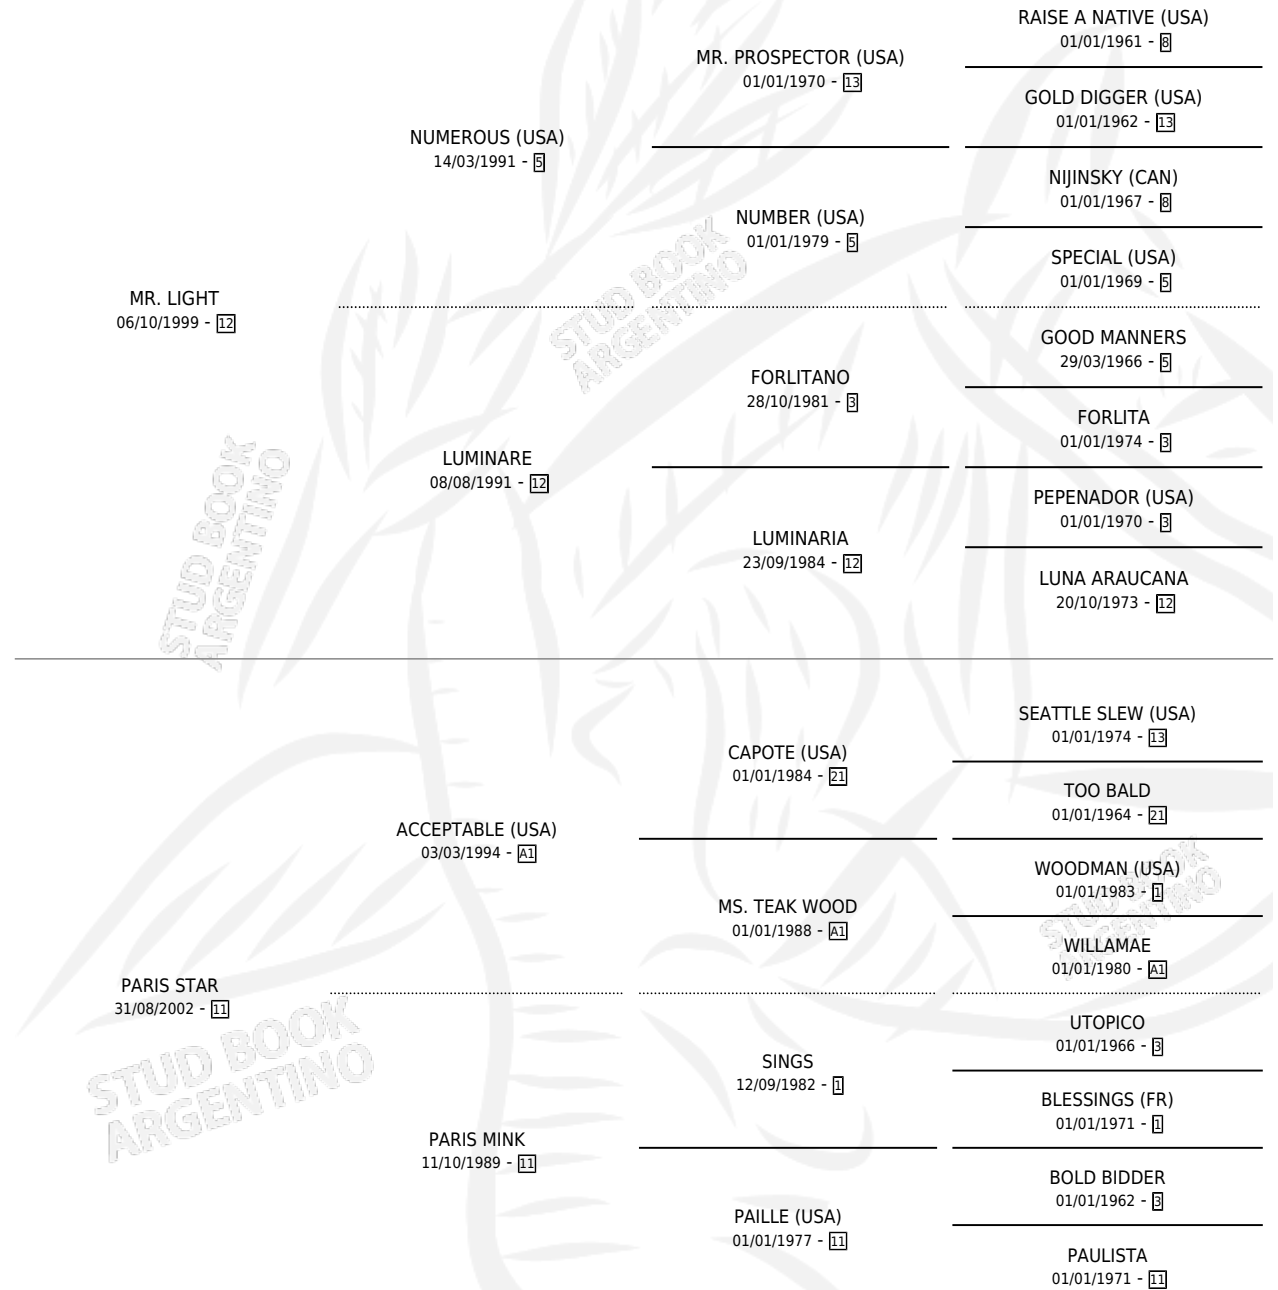 RAISE A NATIVE (USA)
01/01/1961 - 8
MR. PROSPECTOR (USA)
01/01/1970 - 13
GOLD DIGGER (USA)
01/01/1962 - 13
NUMEROUS (USA)
14/03/1991 - 5
NIJINSKY (CAN)
01/01/1967 - 8
NUMBER (USA)
01/01/1979 - 5
SPECIAL (USA)
01/01/1969 - 5
MR. LIGHT
06/10/1999 - 12
STUD BOOK
ARGENTINO
GOOD MANNERS
29/03/1966 - 5
FORLITANO
28/10/1981 - 3
FORLITA
01/01/1974 - 3
LUMINARE
08/08/1991 - 12
PEPENADOR (USA)
01/01/1970 - 3
LUMINARIA
23/09/1984 - 12
LUNA ARAUCANA
20/10/1973 - 12
STUD BOOK
ARGENTINO
SEATTLE SLEW (USA)
01/01/1974 - 13
CAPOTE (USA)
01/01/1984 - 21
TOO BALD
01/01/1964 - 21
ACCEPTABLE (USA)
03/03/1994 - A1
WOODMAN (USA)
01/01/1983 - 1
MS. TEAK WOOD
01/01/1988 - A1
STUD BOOK
ARGENTINO
WILLAMAE
01/01/1980 - A1
PARIS STAR
31/08/2002 - 11
UTOPICO
01/01/1966 - 3
SINGS
12/09/1982 - 1
BLESSINGS (FR)
01/01/1971 - 1
STUD BOOK
ARGENTINO
PARIS MINK
11/10/1989 - 11
BOLD BIDDER
01/01/1962 - 3
PAILLE (USA)
01/01/1977 - 11
PAULISTA
01/01/1971 - 11